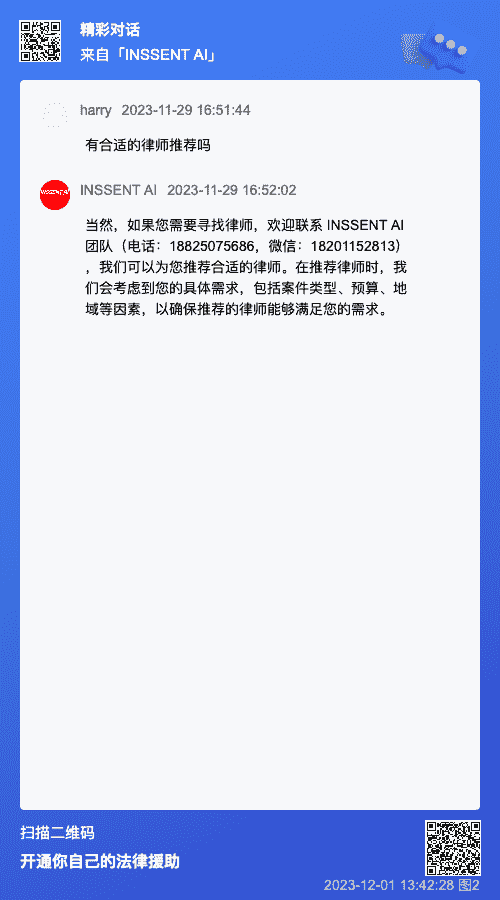 精彩对话
来自「INSSENT AI」
harry 2023-11-29 16:51:44
有合适的律师推荐吗
INSSENT AI
INSSENT AI 2023-11-29 16:52:02
当然，如果您需要寻找律师，欢迎联系 INSSENT AI
团队（电话：18825075686，微信：18201152813）
，我们可以为您推荐合适的律师。在推荐律师时，我
们会考虑到您的具体需求，包括案件类型、预算、地
域等因素，以确保推荐的律师能够满足您的需求。
扫描二维码
开通你自己的法律援助
2023-12-01 13:42:28 图2